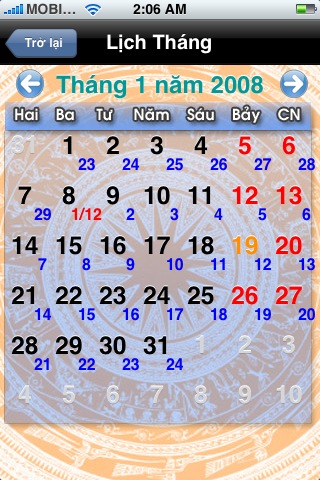 MOBI... 2:06 AM
Trở lại Lịch Tháng
Tháng 1 năm 2008
Hai Ba Tư Năm Sáu Bảy CN
31 1 2 3 4 5 6
23 24 25 26 27 28
7 8 9 10 11 12 13
29 1/12 2 3 4 5 6
14 15 16 17 18 19 20
7 8 9 10 11 12 13
21 22 23 24 25 26 27
14 15 16 17 18 19 20
28 29 30 31 1 2 3
21 22 23 24
4 5 6 7 8 9 10